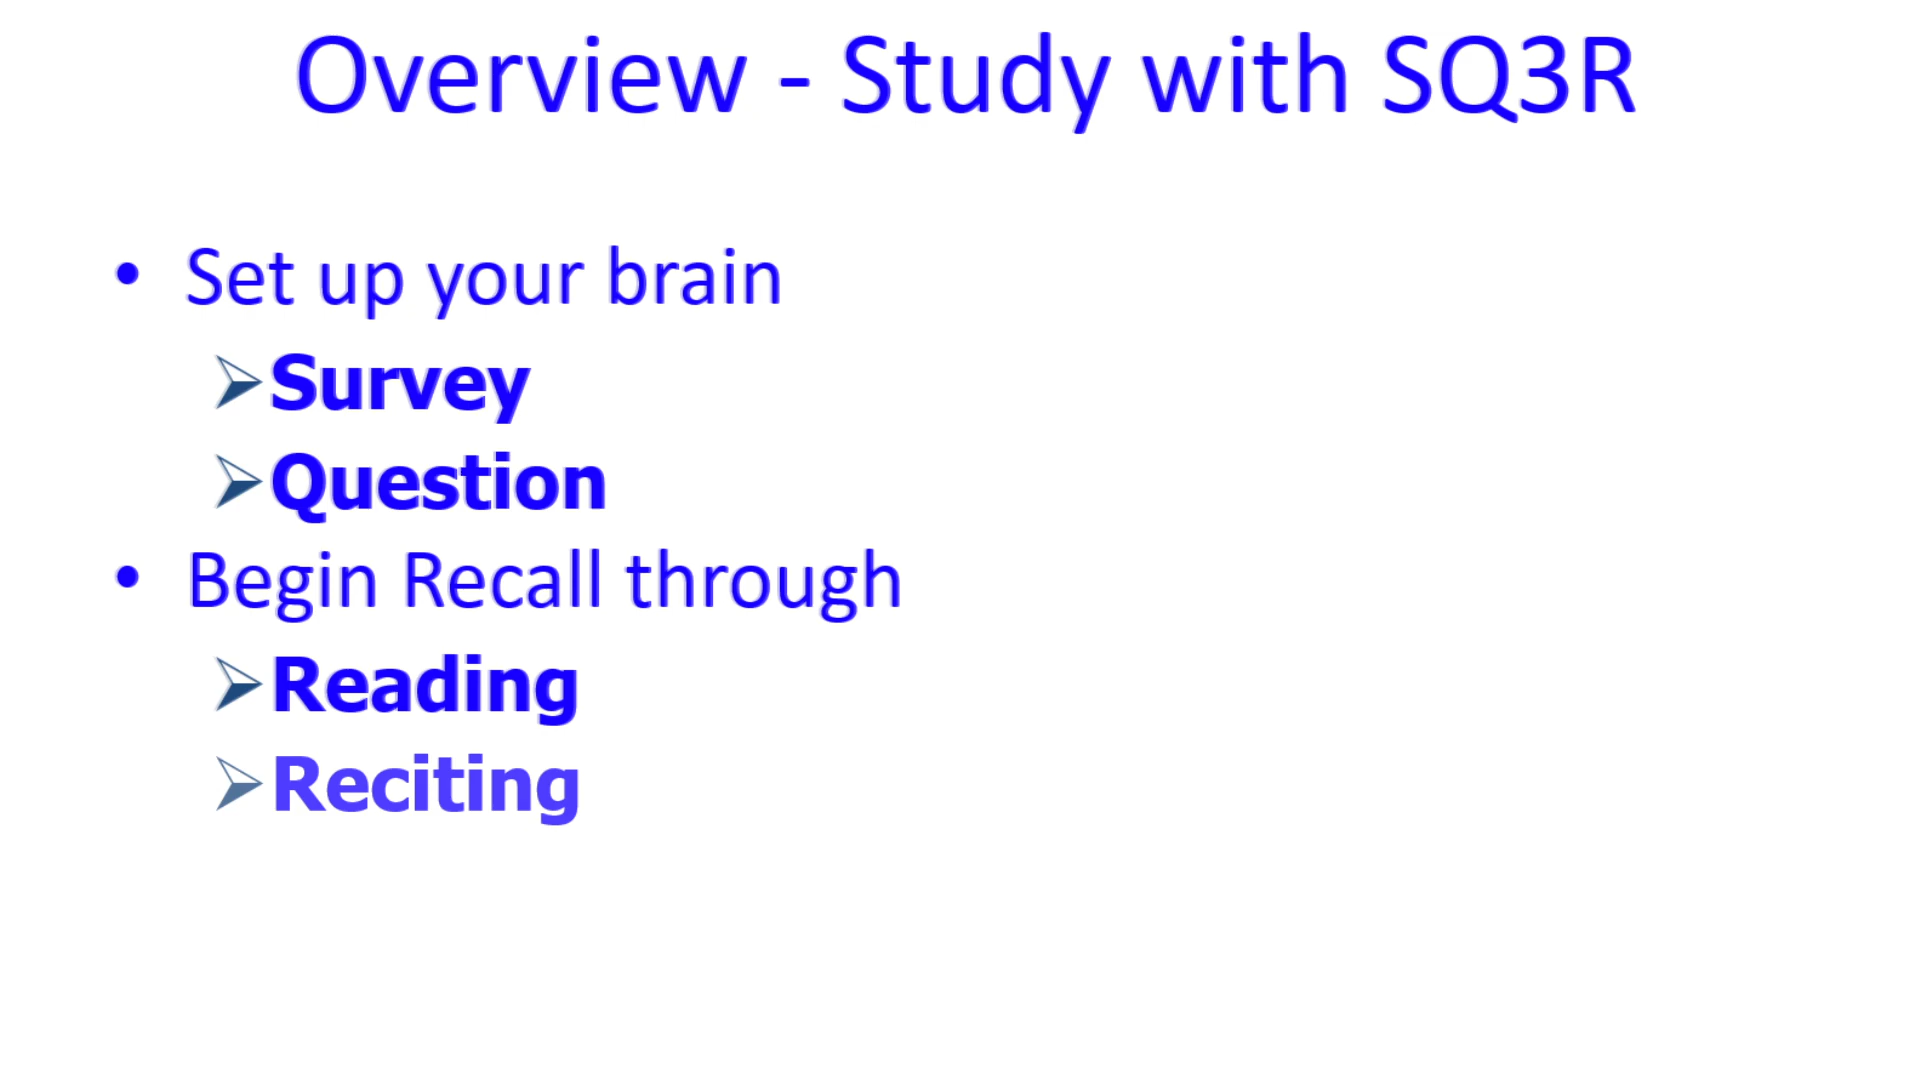 Overview - Study with SQ3R
• Set up your brain
➢Survey
➢Question
• Begin Recall through
➢Reading
➢Reciting